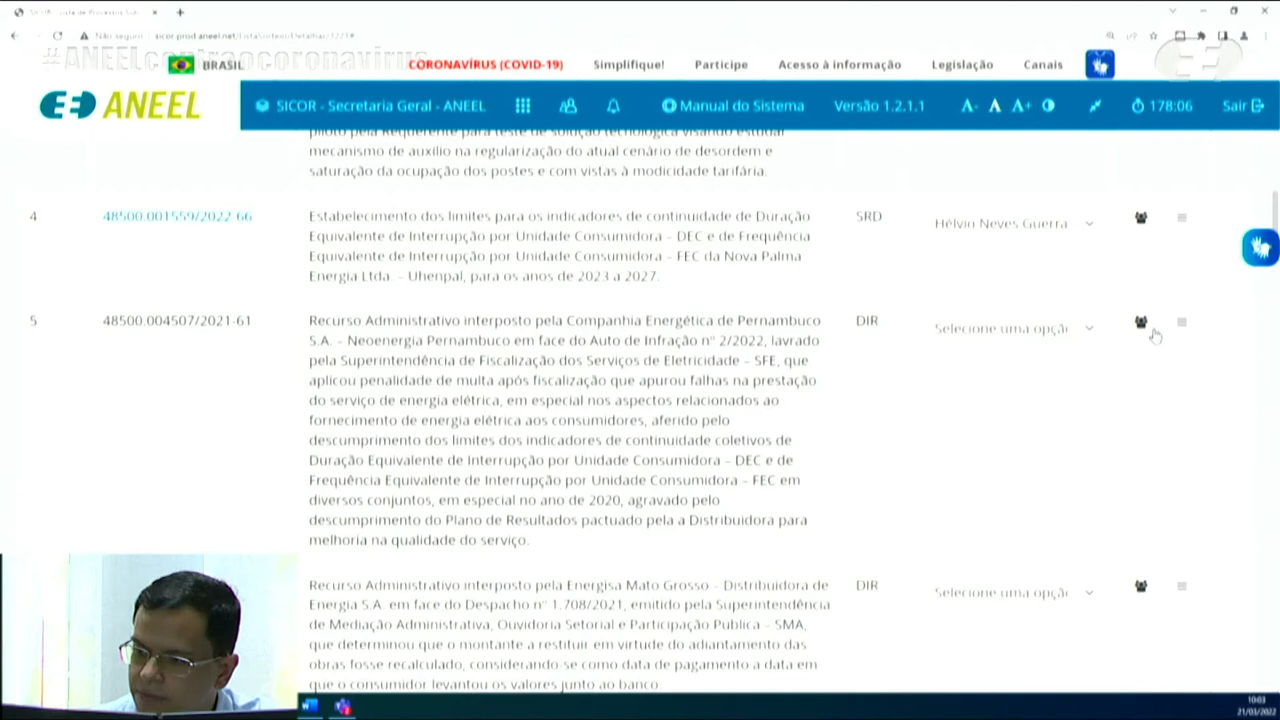 SICOR - Lista de Processos
Não seguro
#ANEELcontraocoronavirus
BRASIL
CORONAVÍRUS (COVID-19)
Simplifique!
Participe
Acesso à informação
Legislação
Canais
ANEEL
SICOR - Secretaria Geral - ANEEL
Manual do Sistema
Versão 1.2.1.1
A-
A
A+
178:06
Sair
piloto pela Requerente para teste de solução tecnológica visando estudar
mecanismo de auxílio na regularização do atual cenário de desordem e
saturação da ocupação dos postes e com vistas à modicidade tarifária.
4
48500.001559/2022-66
Estabelecimento dos limites para os indicadores de continuidade de Duração
Equivalente de Interrupção por Unidade Consumidora - DEC e de Frequência
Equivalente de Interrupção por Unidade Consumidora - FEC da Nova Palma
Energia Ltda. - Uhenpal, para os anos de 2023 a 2027.
SRD
Hélvio Neves Guerra
5
48500.004507/2021-61
Recurso Administrativo interposto pela Companhia Energética de Pernambuco
S.A. - Neoenergia Pernambuco em face do Auto de Infração nº 2/2022, lavrado
pela Superintendência de Fiscalização dos Serviços de Eletricidade - SFE, que
aplicou penalidade de multa após fiscalização que apurou falhas na prestação
do serviço de energia elétrica, em especial nos aspectos relacionados ao
fornecimento de energia elétrica aos consumidores, aferido pelo
descumprimento dos limites dos indicadores de continuidade coletivos de
Duração Equivalente de Interrupção por Unidade Consumidora - DEC e de
Frequência Equivalente de Interrupção por Unidade Consumidora - FEC em
diversos conjuntos, em especial no ano de 2020, agravado pelo
descumprimento do Plano de Resultados pactuado pela a Distribuidora para
melhoria na qualidade do serviço.
DIR
Selecione uma opçã
Recurso Administrativo interposto pela Energisa Mato Grosso - Distribuidora de
Energia S.A. em face do Despacho nº 1.708/2021, emitido pela Superintendência
de Mediação Administrativa, Ouvidoria Setorial e Participação Pública - SMA,
que determinou que o montante a restituir em virtude do adiantamento das
obras fosse recalculado, considerando-se como data de pagamento a data em
que o consumidor levantou os valores junto ao banco.
DIR
Selecione uma opçã
10:03
21/03/2022